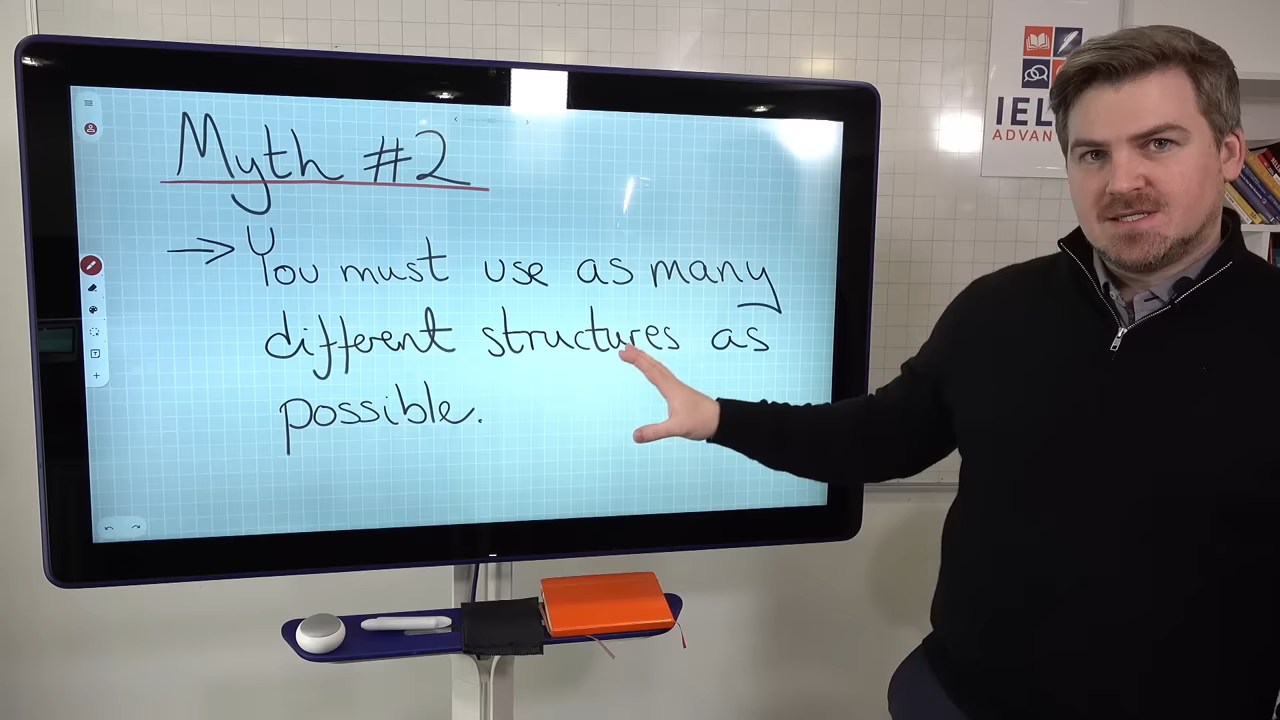 Myth #2
→ You must use as many
different structures as
possible.
IEL
ADVAN